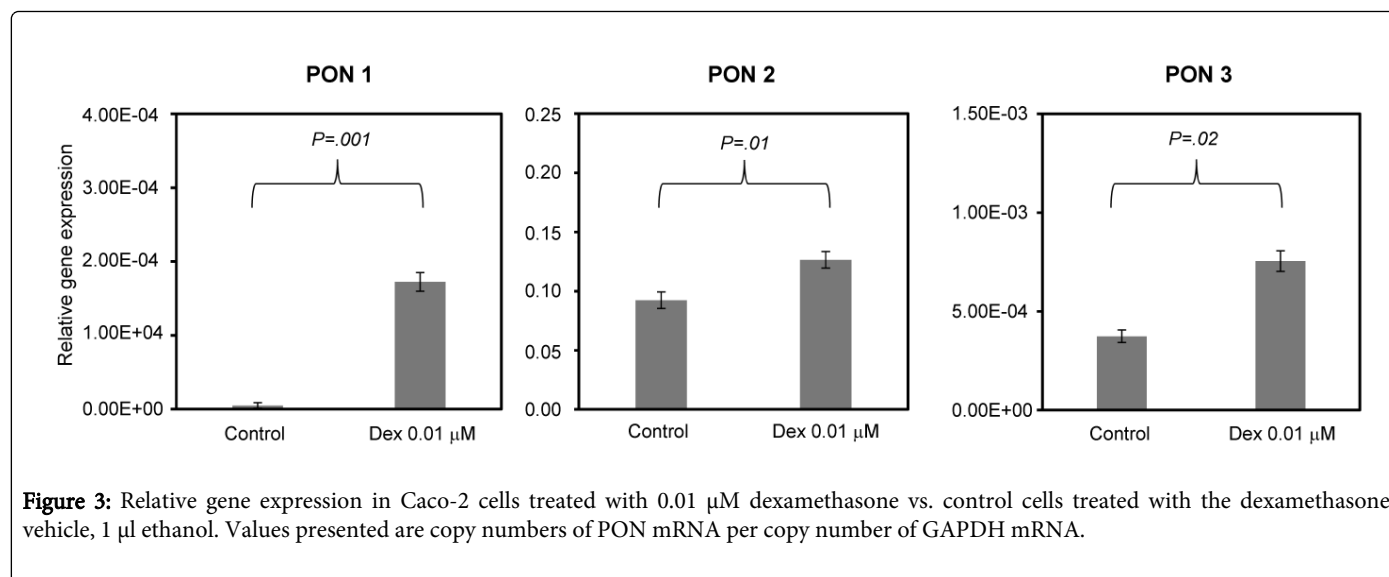 PON 1
PON 2
PON 3
Relative gene expression
4.00E-04
3.00E-04
2.00E-04
1.00E+04
0.00E+00
P=.001
Control
Dex 0.01 μM
0.25
0.20
0.15
0.10
0.05
0.00
P=.01
Control
Dex 0.01 μM
1.50E-03
1.00E-03
5.00E-04
0.00E+00
P=.02
Control
Dex 0.01 μM
Figure 3: Relative gene expression in Caco-2 cells treated with 0.01 μM dexamethasone vs. control cells treated with the dexamethasone
vehicle, 1 μl ethanol. Values presented are copy numbers of PON mRNA per copy number of GAPDH mRNA.